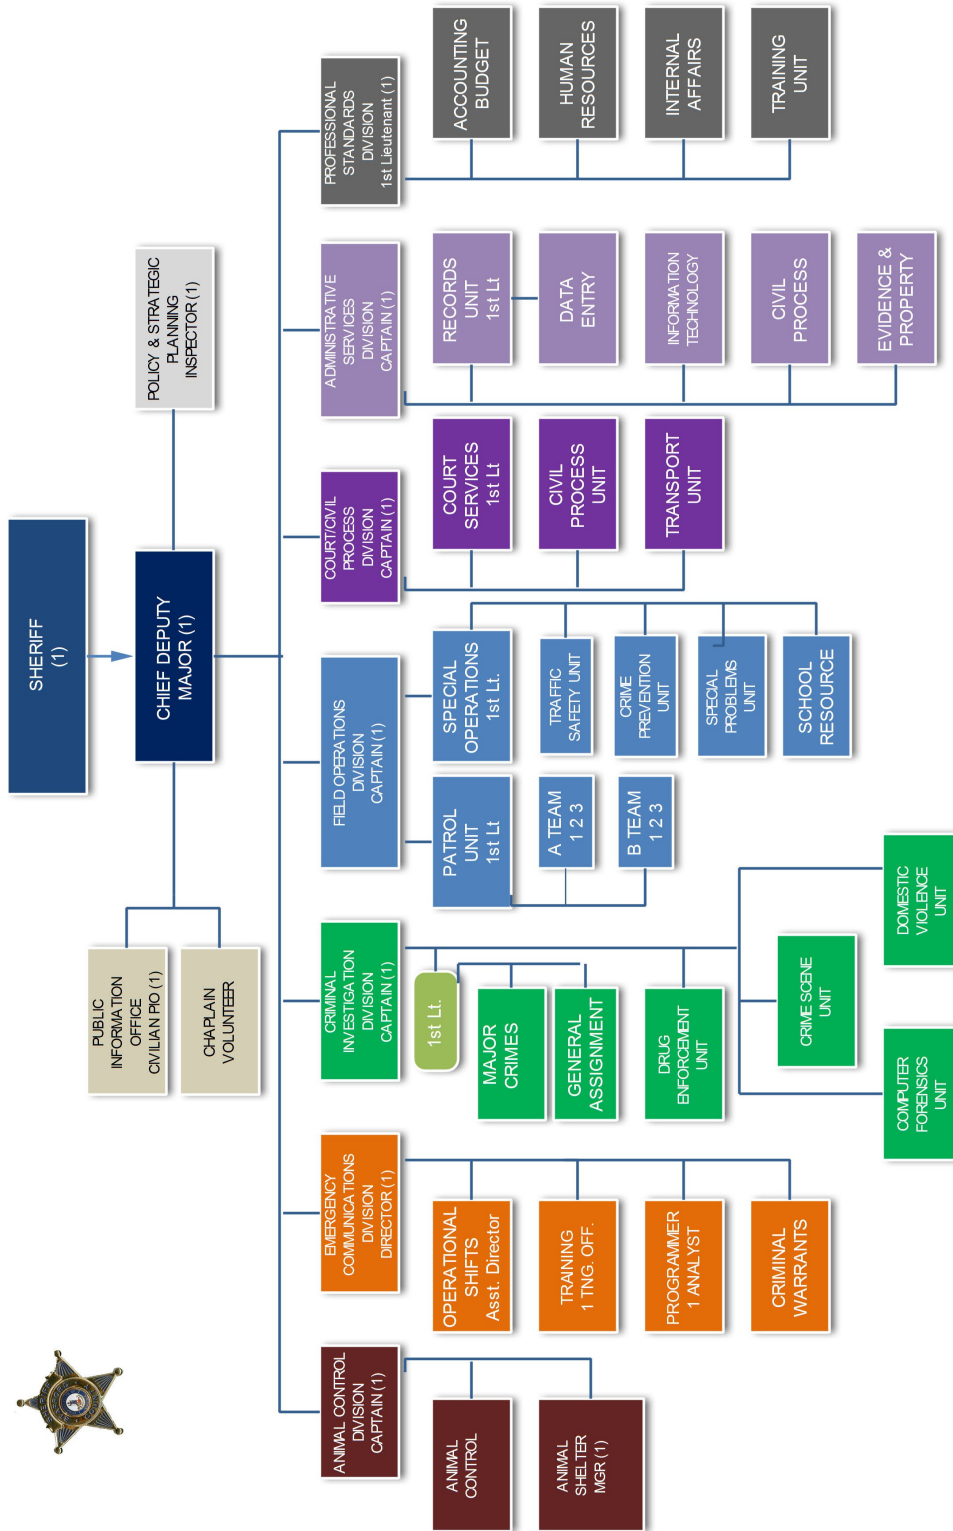 SHERIFF
(1)
CHIEF DEPUTY
MAJOR (1)
POLICY & STRATEGIC
PLANNING
INSPECTOR (1)
PUBLIC
INFORMATION
OFFICE
CIVILIAN PIO (1)
CHAPLAIN
VOLUNTEER
ANIMAL CONTROL
DIVISION
CAPTAIN (1)
ANIMAL
CONTROL
ANIMAL
SHELTER
MGR (1)
EMERGENCY
COMMUNICATIONS
DIVISION
DIRECTOR (1)
OPERATIONAL
SHIFTS
Asst. Director
TRAINING
1 TNG. OFF.
PROGRAMMER
1 ANALYST
CRIMINAL
WARRANTS
CRIMINAL
INVESTIGATION
DIVISION
CAPTAIN (1)
1st Lt.
MAJOR
CRIMES
GENERAL
ASSIGNMENT
DRUG
ENFORCEMENT
UNIT
COMPUTER
FORENSICS
UNIT
CRIME SCENE
UNIT
DOMESTIC
VIOLENCE
UNIT
FIELD OPERATIONS
DIVISION
CAPTAIN (1)
PATROL
UNIT
1st Lt
A TEAM
1 2 3
B TEAM
1 2 3
SPECIAL
OPERATIONS
1st Lt.
TRAFFIC
SAFETY UNIT
CRIME
PREVENTION
UNIT
SPECIAL
PROBLEMS
UNIT
SCHOOL
RESOURCE
COURT/CIVIL
PROCESS
DIVISION
CAPTAIN (1)
COURT
SERVICES
1st Lt
CIVIL
PROCESS
UNIT
TRANSPORT
UNIT
ADMINISTRATIVE
SERVICES
DIVISION
CAPTAIN (1)
RECORDS
UNIT
1st Lt
DATA
ENTRY
INFORMATION
TECHNOLOGY
CIVIL
PROCESS
EVIDENCE &
PROPERTY
PROFESSIONAL
STANDARDS
DIVISION
1st Lieutenant (1)
ACCOUNTING
BUDGET
HUMAN
RESOURCES
INTERNAL
AFFAIRS
TRAINING
UNIT